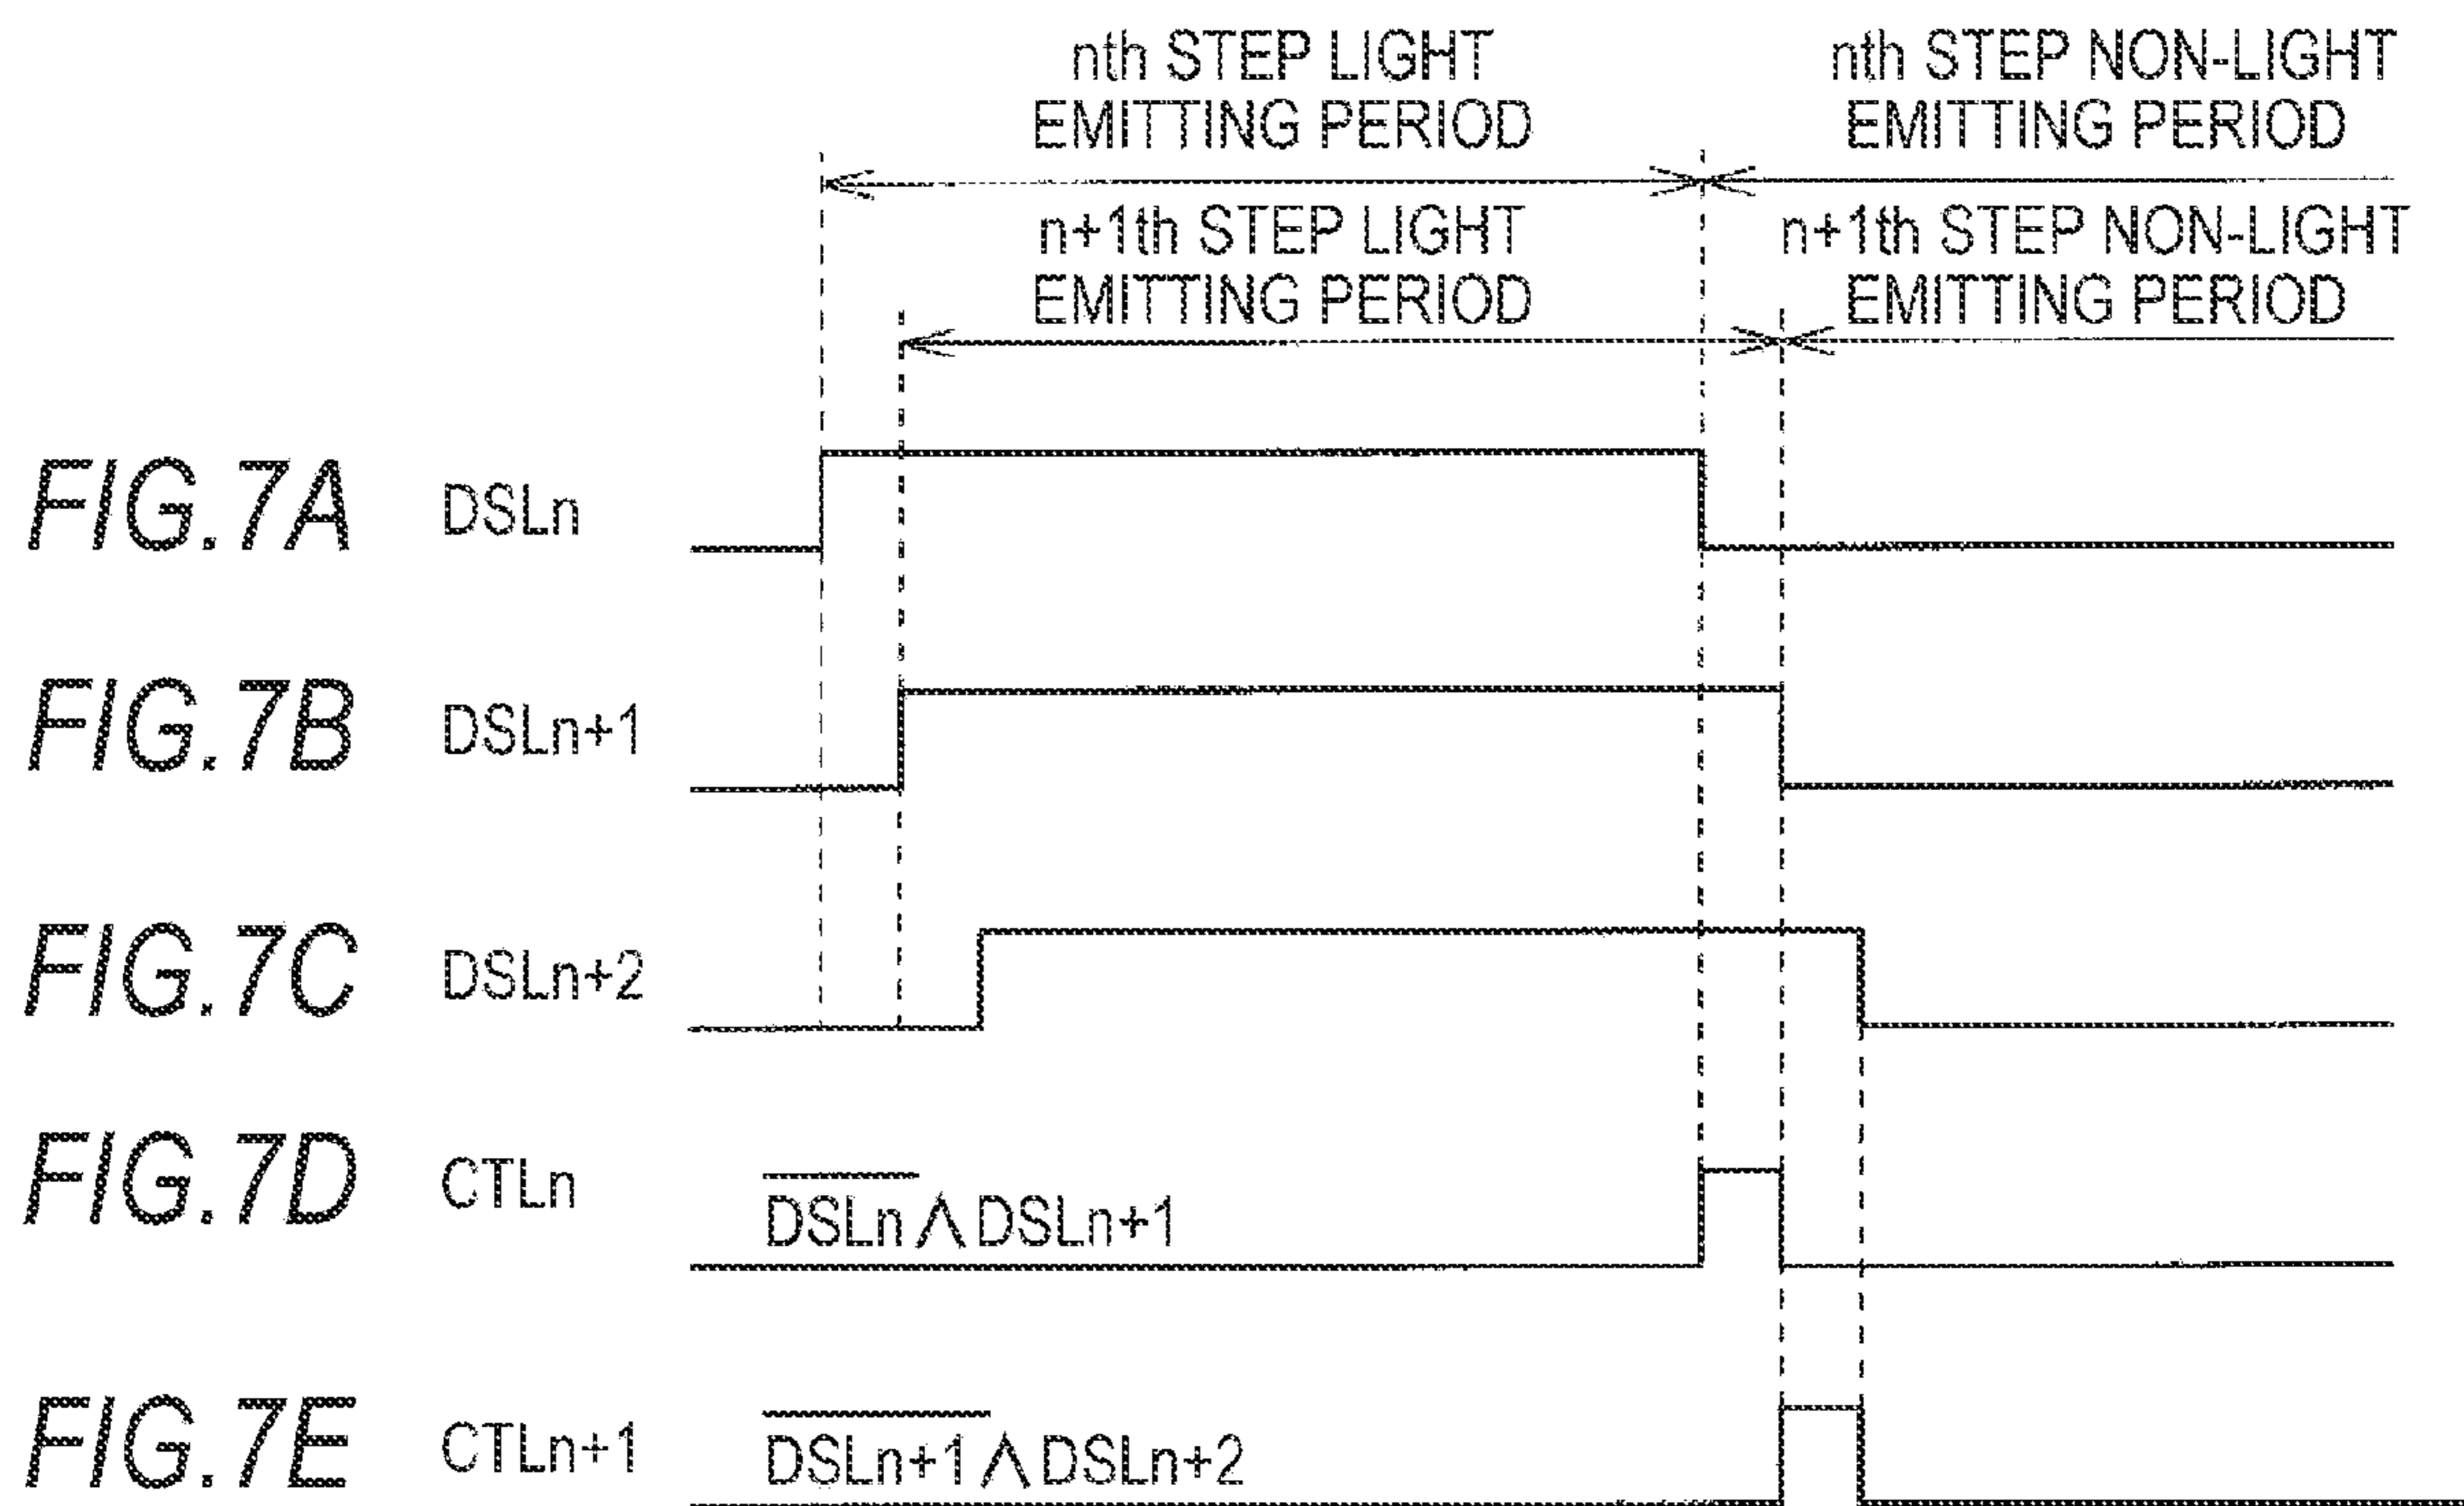 nth STEP LIGHT
EMITTING PERIOD
nth STEP NON-LIGHT
EMITTING PERIOD
n+1th STEP LIGHT
EMITTING PERIOD
n+1th STEP NON-LIGHT
EMITTING PERIOD
FIG.7A DSLn
FIG.7B DSLn+1
FIG.7C DSLn+2
FIG.7D CTLn D̅S̅L̅n̅ ⋀ DSLn+1
FIG.7E CTLn+1 D̅S̅L̅n̅+̅1̅ ⋀ DSLn+2